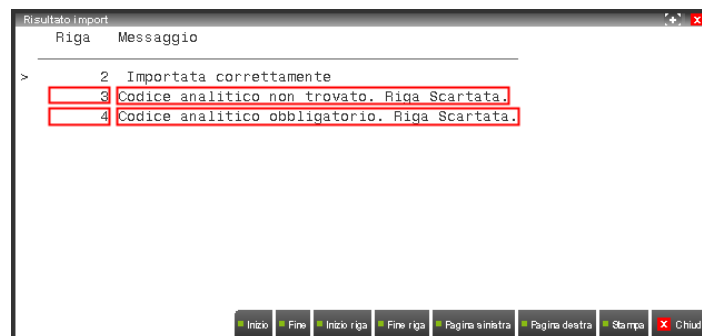 Risultato import [+] X
Riga Messaggio
> 2 Importata correttamente
3 Codice analitico non trovato. Riga Scartata.
4 Codice analitico obbligatorio. Riga Scartata.
Inizio Fine Inizio riga Fine riga Pagina sinistra Pagina destra Stampa X Chiud